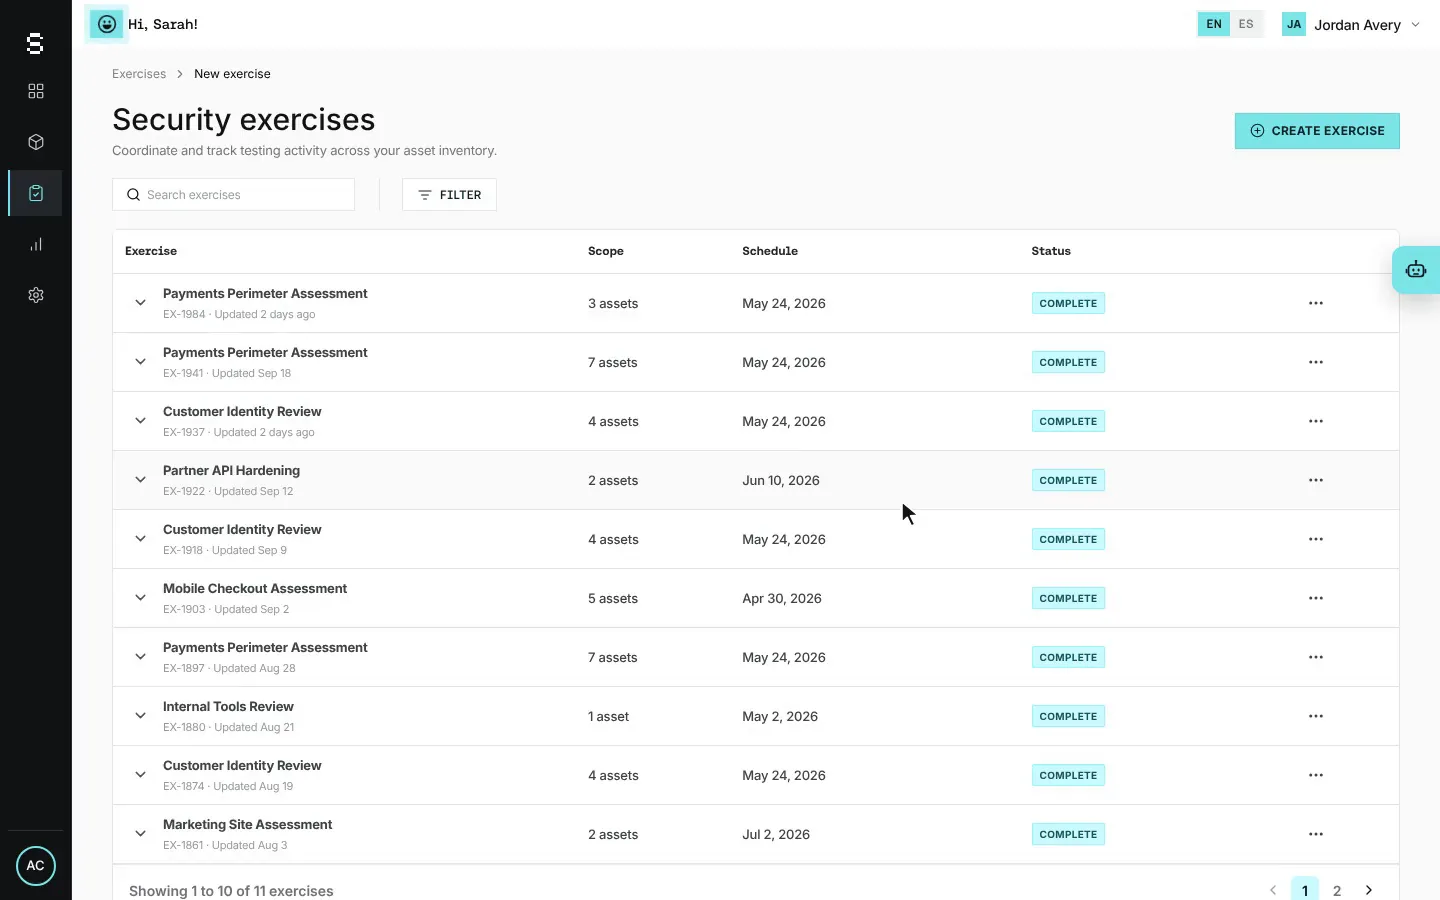 Hi, Sarah!
EN ES
JA Jordan Avery
Exercises > New exercise
Security exercises
Coordinate and track testing activity across your asset inventory.
CREATE EXERCISE
Search exercises
FILTER
Exercise Scope Schedule Status
Payments Perimeter Assessment
EX-1984 · Updated 2 days ago
3 assets May 24, 2026 COMPLETE
Payments Perimeter Assessment
EX-1941 · Updated Sep 18
7 assets May 24, 2026 COMPLETE
Customer Identity Review
EX-1937 · Updated 2 days ago
4 assets May 24, 2026 COMPLETE
Partner API Hardening
EX-1922 · Updated Sep 12
2 assets Jun 10, 2026 COMPLETE
Customer Identity Review
EX-1918 · Updated Sep 9
4 assets May 24, 2026 COMPLETE
Mobile Checkout Assessment
EX-1903 · Updated Sep 2
5 assets Apr 30, 2026 COMPLETE
Payments Perimeter Assessment
EX-1897 · Updated Aug 28
7 assets May 24, 2026 COMPLETE
Internal Tools Review
EX-1880 · Updated Aug 21
1 asset May 2, 2026 COMPLETE
Customer Identity Review
EX-1874 · Updated Aug 19
4 assets May 24, 2026 COMPLETE
Marketing Site Assessment
EX-1861 · Updated Aug 3
2 assets Jul 2, 2026 COMPLETE
AC
Showing 1 to 10 of 11 exercises
1 2